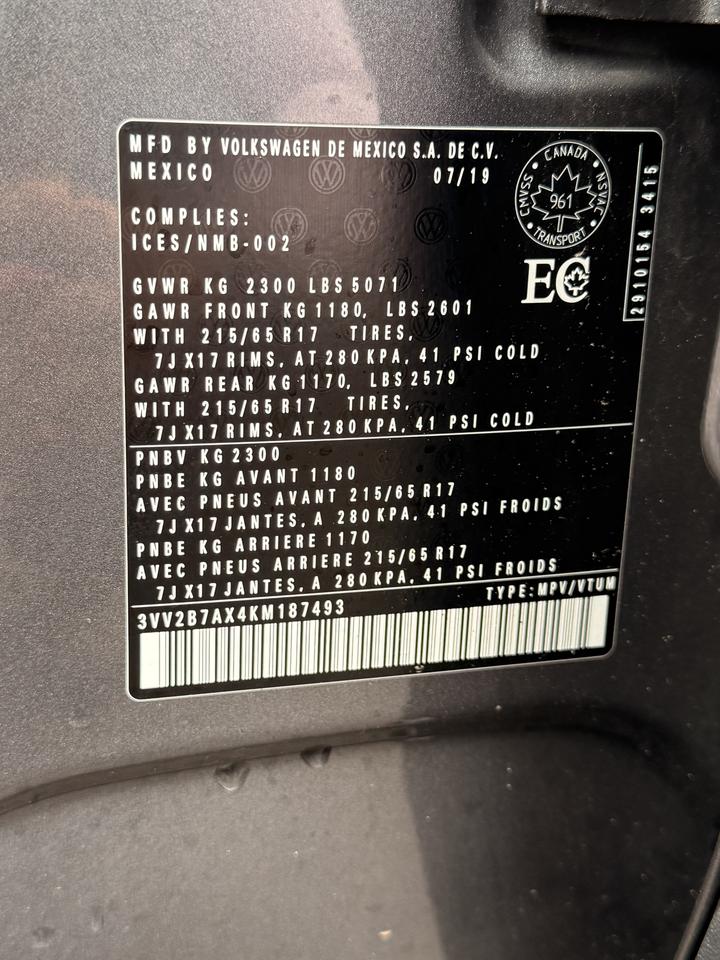 MFD BY VOLKSWAGEN DE MEXICO S.A. DE C.V.
MEXICO 07/19
CANADA
CMVSS NSVAC
961
TRANSPORT
COMPLIES:
ICES/NMB-002
EC
2910154 3415
GVWR KG 2300 LBS 5071
GAWR FRONT KG 1180, LBS 2601
WITH 215/65 R17 TIRES,
7J X17 RIMS, AT 280 KPA, 41 PSI COLD
GAWR REAR KG 1170, LBS 2579
WITH 215/65 R17 TIRES,
7J X17 RIMS, AT 280 KPA, 41 PSI COLD
PNBV KG 2300
PNBE KG AVANT 1180
AVEC PNEUS AVANT 215/65 R17
7J X17 JANTES, A 280 KPA, 41 PSI FROIDS
PNBE KG ARRIERE 1170
AVEC PNEUS ARRIERE 215/65 R17
7J X17 JANTES, A 280 KPA, 41 PSI FROIDS
TYPE: MPV/VTUM
3VV2B7AX4KM187493